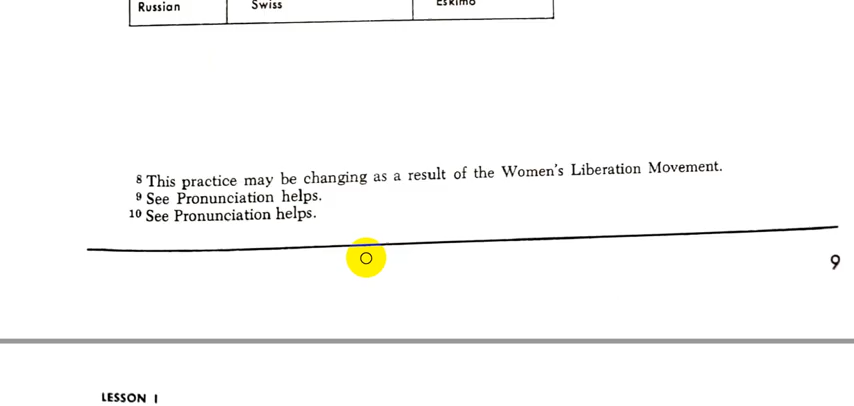 Russian Swiss Eskimo
8 This practice may be changing as a result of the Women's Liberation Movement.
9 See Pronunciation helps.
10 See Pronunciation helps.
9
LESSON I